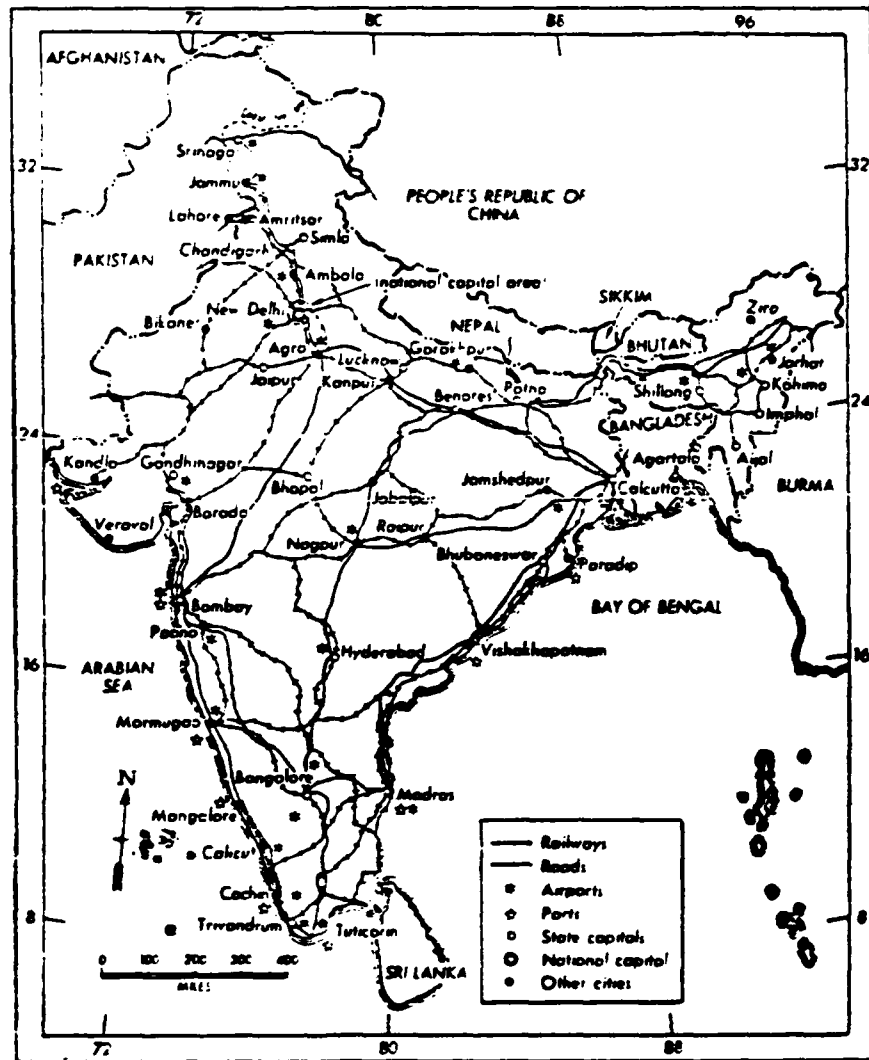 72 80 88 96
AFGHANISTAN
32 32
Srinaga
Jammu
PEOPLE'S REPUBLIC OF
CHINA
Lahore Amritsar
Simla
Chandigarh
PAKISTAN
Ambala
(national capital area)
SIKKIM
New Delhi
Ziro
Bikaner
NEPAL
BHUTAN
Agra
Luckno
Gorakhpur
Jorhat
Jaipur
Kanpur
Patna
Kohima
Benares
Shillong
24 24
BANGLADESH
Imphal
Kandla
Gandhinagar
Agartala
Aijal
Bhopal
Jamshedpur
Calcutta
BURMA
Baroda
Jabalpur
Veraval
Raipur
Nagpur
Bhubaneswar
Paradip
Bombay
BAY OF BENGAL
Poona
Hyderabad
Vishakhapatnam
16 16
ARABIAN
SEA
Mormugao
N
Bangalore
Madras
Mangalore
Calicut
Cochin
Trivandrum
Tuticorin
8 8
0 100 200 300 400
MILES
SRI LANKA
Railways
Roads
Airports
Ports
State capitals
National capital
Other cities
72 80 88